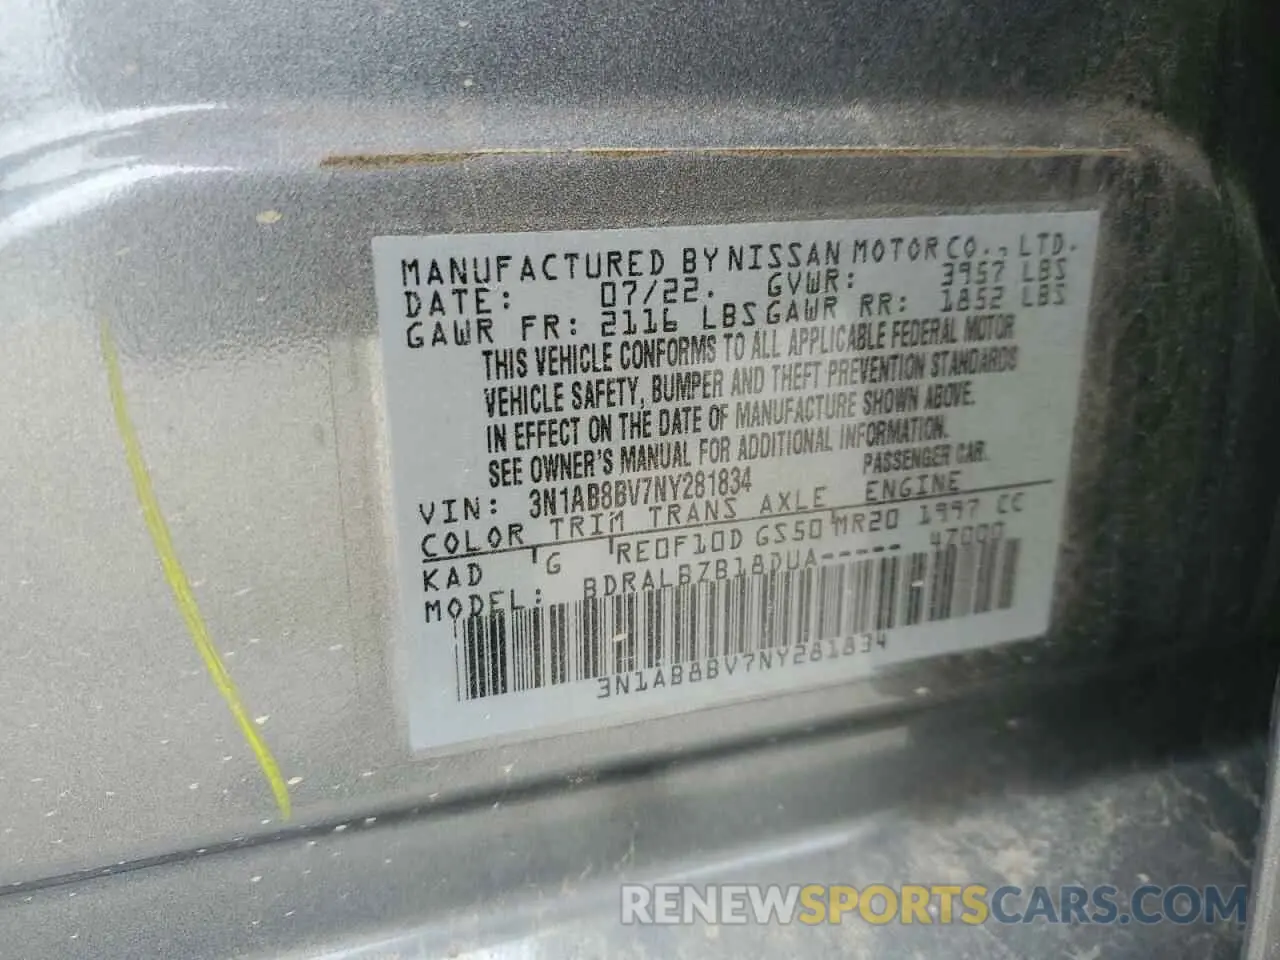 MANUFACTURED BY NISSAN MOTOR CO., LTD.
DATE: 07/22. GVWR: 3957 LBS
GAWR FR: 2116 LBS GAWR RR: 1852 LBS
THIS VEHICLE CONFORMS TO ALL APPLICABLE FEDERAL MOTOR
VEHICLE SAFETY, BUMPER AND THEFT PREVENTION STANDARDS
IN EFFECT ON THE DATE OF MANUFACTURE SHOWN ABOVE.
SEE OWNER'S MANUAL FOR ADDITIONAL INFORMATION.
VIN: 3N1AB8BV7NY281834 PASSENGER CAR.
COLOR TRIM TRANS AXLE ENGINE
KAD G RE0F10D GS50 MR20 1997 CC
MODEL: BDRALBZB18DUA----- 47000
3N1AB8BV7NY281834
RENEWSPORTSCARS.COM